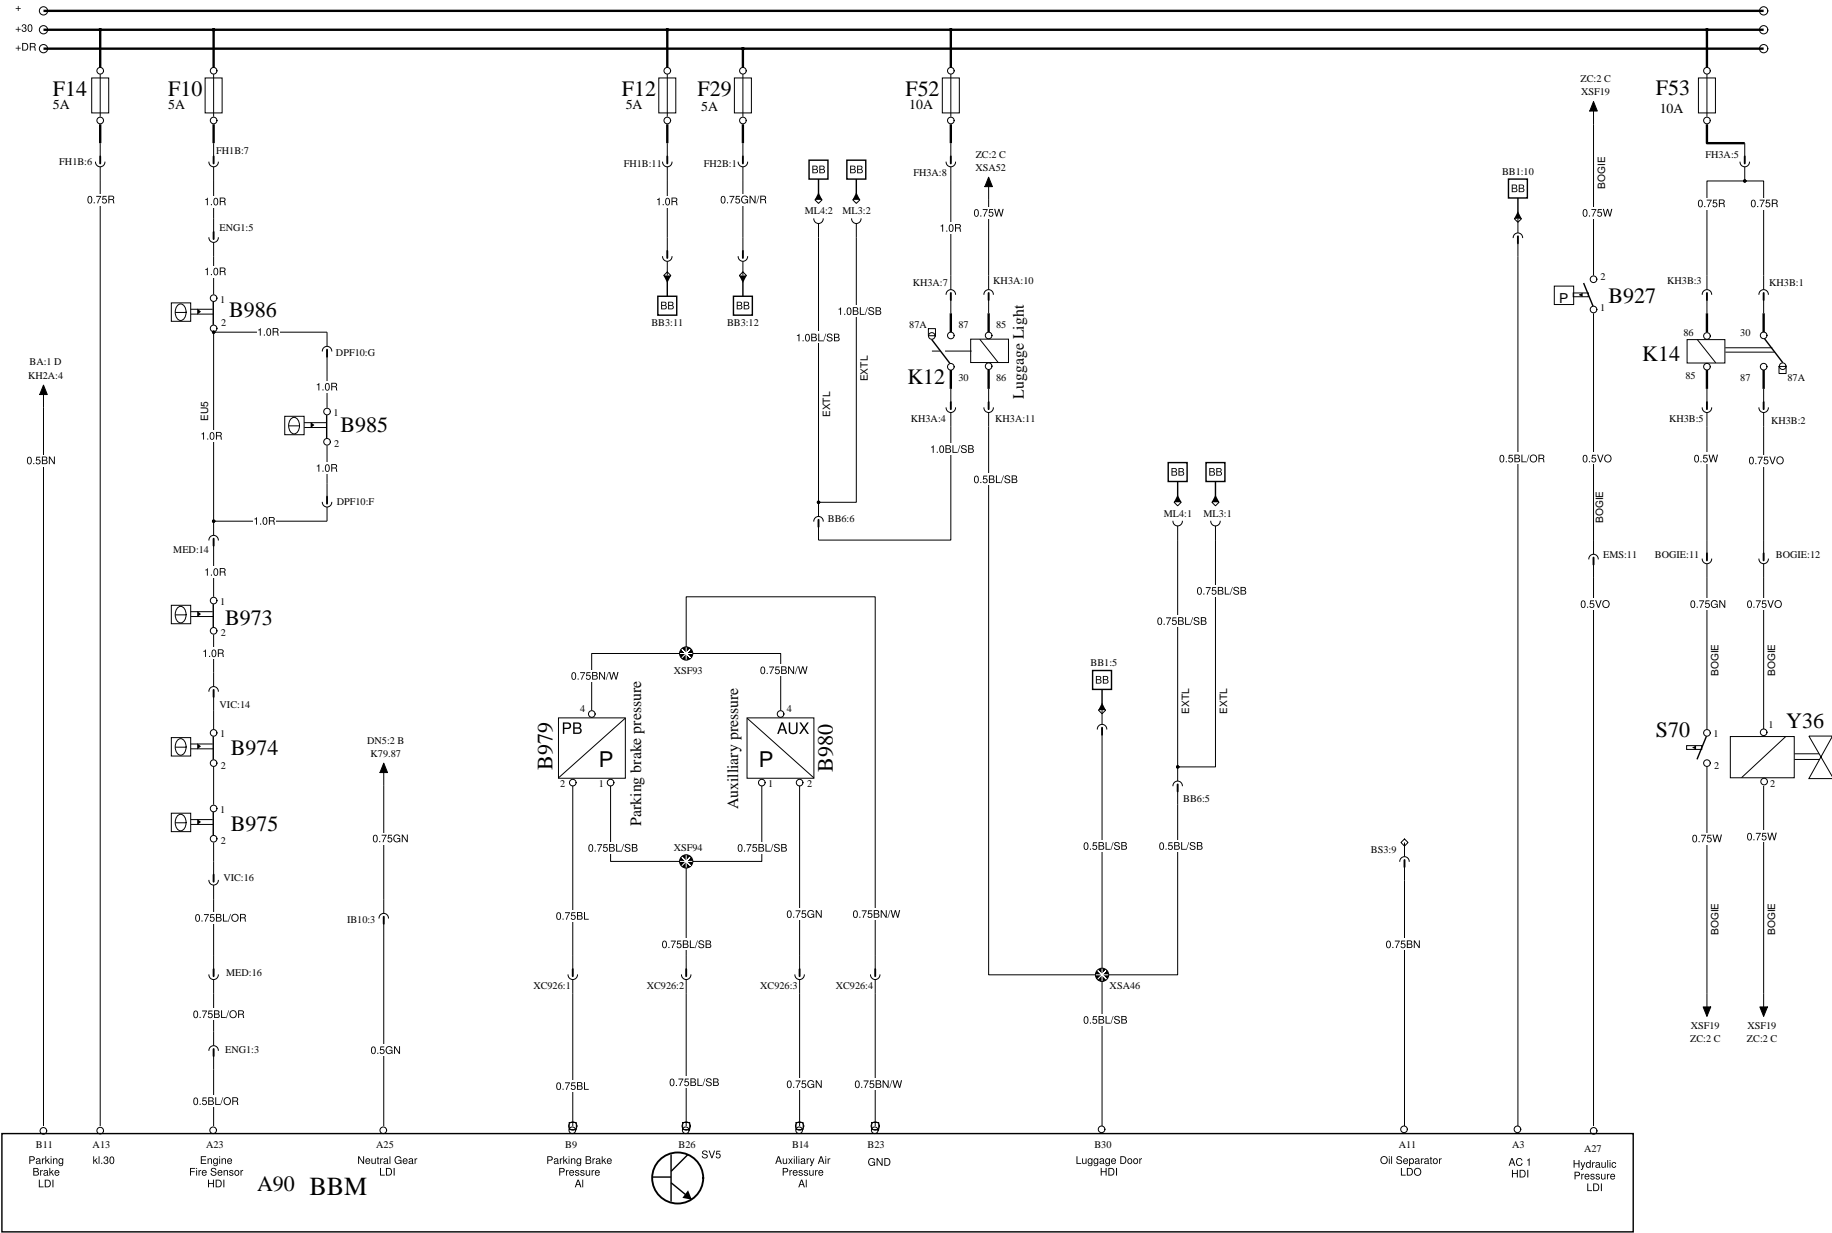 +
+30
+DR
F14
5A
F10
5A
F12
5A
F29
5A
F52
10A
F53
10A
ZC:2 C
XSF19
FH1B:6
FH1B:7
FH1B:11
FH2B:1
FH3A:8
ZC:2 C
XSA52
FH3A:5
BB
BB
ML4:2
ML3:2
BB1:10
BB
BOGIE
0.75R
1.0R
1.0R
0.75GN/R
0.75W
1.0R
0.75W
0.75R
0.75R
ENG1:5
1.0R
KH3A:7
KH3A:10
KH3B:3
KH3B:1
1
B986
2
BB
BB3:11
BB
BB3:12
1.0BL/SB
1.0BL/SB
EXTL
EXTL
2
P
B927
1
1.0R
DPF10:G
87A
87
85
K12
30
86
Luggage Light
86
30
K14
85
87
87A
BA:1 D
KH2A:4
1.0R
EU5
1
B985
2
KH3A:4
KH3A:11
KH3B:5
KH3B:2
0.5BN
1.0R
1.0R
1.0BL/SB
0.5BL/SB
0.5BL/OR
0.5VO
0.5W
0.75VO
DPF10:F
1.0R
BB6:6
BB
BB
ML4:1
ML3:1
BOGIE
MED:14
1.0R
EMS:11
BOGIE:11
BOGIE:12
1
B973
2
0.75BL/SB
0.75BL/SB
0.5VO
0.75GN
0.75VO
1.0R
XSF93
0.75BN/W
0.75BN/W
BB1:5
BB
EXTL
EXTL
BOGIE
BOGIE
VIC:14
1
B974
2
DN5:2 B
K79.87
B979
PB
P
4
2
1
Parking brake pressure
Auxilliary pressure
AUX
P
4
1
2
B980
S70
1
2
Y36
1
2
BB6:5
1
B975
2
0.75GN
0.75BL/SB
XSF94
0.75BL/SB
0.5BL/SB
0.5BL/SB
BS3:9
0.75W
0.75W
VIC:16
0.75BL/OR
IB10:3
0.75BL
0.75BL/SB
0.75GN
0.75BN/W
0.75BN
BOGIE
BOGIE
MED:16
XC926:1
XC926:2
XC926:3
XC926:4
XSA46
0.75BL/OR
0.5BL/SB
XSF19
ZC:2 C
XSF19
ZC:2 C
ENG1:3
0.5GN
0.5BL/OR
0.75BL
0.75BL/SB
0.75GN
0.75BN/W
B11
A13
A23
A25
B9
B26
B14
B23
B30
A11
A3
A27
Parking
Brake
LDI
kl.30
Engine
Fire Sensor
HDI
Neutral Gear
LDI
Parking Brake
Pressure
AI
SV5
Auxiliary Air
Pressure
AI
GND
Luggage Door
HDI
Oil Separator
LDO
AC 1
HDI
Hydraulic
Pressure
LDI
A90 BBM